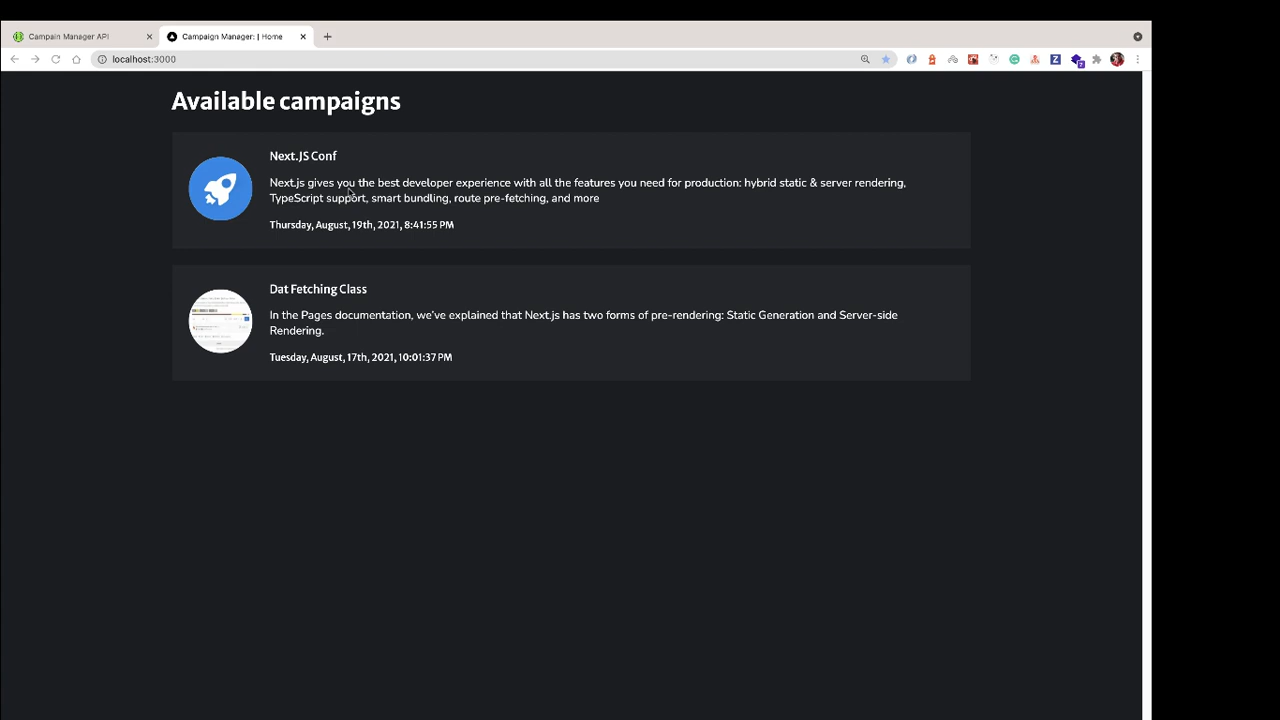 Campain Manager API
Campaign Manager: | Home
localhost:3000
Available campaigns
Next.JS Conf
Next.js gives you the best developer experience with all the features you need for production: hybrid static & server rendering,
TypeScript support, smart bundling, route pre-fetching, and more
Thursday, August, 19th, 2021, 8:41:55 PM
Dat Fetching Class
In the Pages documentation, we've explained that Next.js has two forms of pre-rendering: Static Generation and Server-side
Rendering.
Tuesday, August, 17th, 2021, 10:01:37 PM